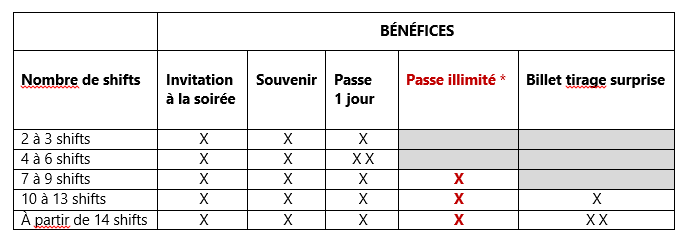 BÉNÉFICES
Nombre de shifts Invitation à la soirée Souvenir Passe 1 jour Passe illimité * Billet tirage surprise
2 à 3 shifts X X X
4 à 6 shifts X X X X
7 à 9 shifts X X X X
10 à 13 shifts X X X X X
À partir de 14 shifts X X X X X X